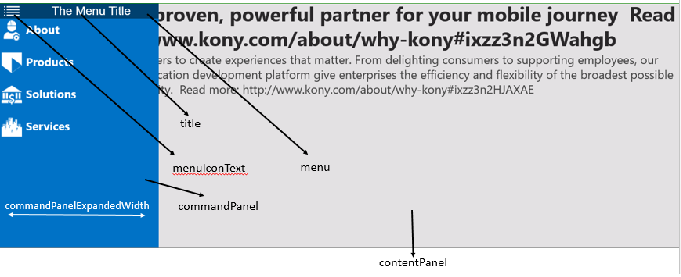 The Menu Title
proven, powerful partner for your mobile journey Read
ww.kony.com/about/why-kony#ixzz3n2GWahgb
About
Products
Solutions
Services
ers to create experiences that matter. From delighting consumers to supporting employees, our
ication development platform give enterprises the efficiency and flexibility of the broadest possible
ty. Read more: http://www.kony.com/about/why-kony#ixzz3n2HJAXAE
title
menuIconText
menu
commandPanelExpandedWidth
commandPanel
contentPanel